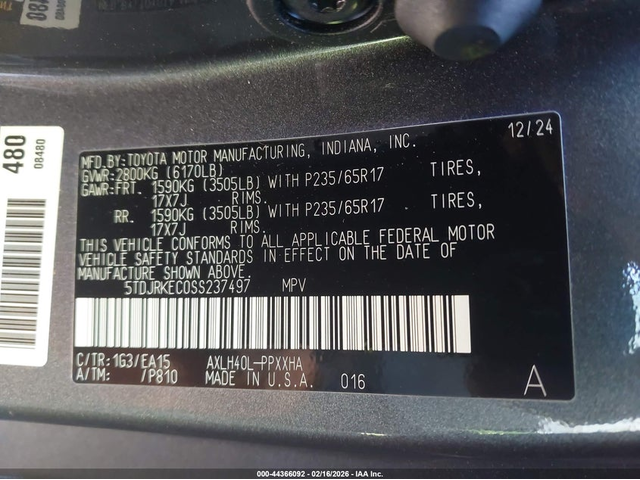 480
08480
12/24
MFD.BY:TOYOTA MOTOR MANUFACTURING, INDIANA, INC.
GVWR:2800KG (6170LB)
GAWR:FRT. 1590KG (3505LB) WITH P235/65R17 TIRES,
17X7J RIMS.
RR. 1590KG (3505LB) WITH P235/65R17 TIRES,
17X7J RIMS.
THIS VEHICLE CONFORMS TO ALL APPLICABLE FEDERAL MOTOR
VEHICLE SAFETY STANDARDS IN EFFECT ON THE DATE OF
MANUFACTURE SHOWN ABOVE.
5TDJRKEC0SS237497 MPV
C/TR:1G3/EA15 AXLH40L-PPXXHA
A/TM: /P810 MADE IN U.S.A. 016
A
000-44366092 - 02/16/2026 - IAA Inc.